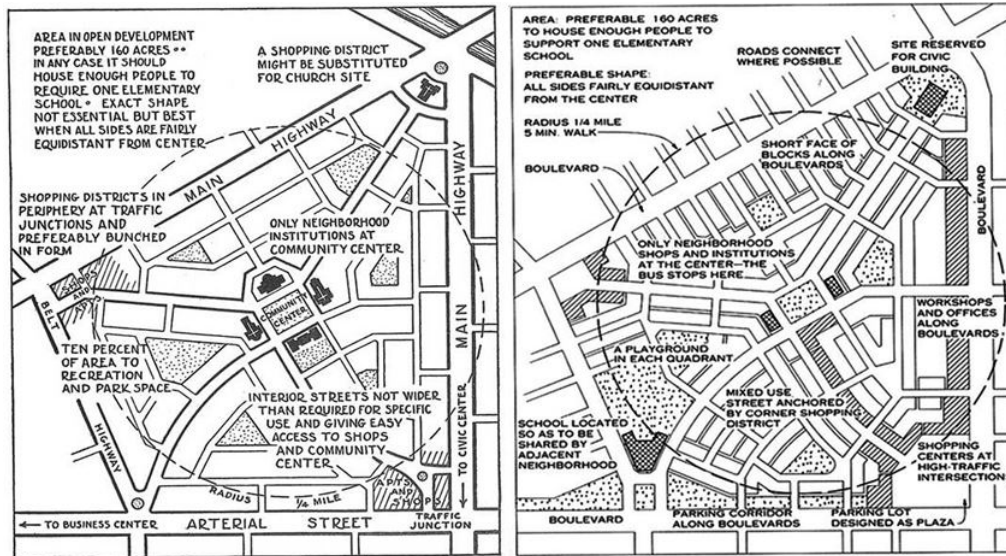 AREA IN OPEN DEVELOPMENT
PREFERABLY 160 ACRES • •
IN ANY CASE IT SHOULD
HOUSE ENOUGH PEOPLE TO
REQUIRE ONE ELEMENTARY
SCHOOL • EXACT SHAPE
NOT ESSENTIAL BUT BEST
WHEN ALL SIDES ARE FAIRLY
EQUIDISTANT FROM CENTER
A SHOPPING DISTRICT
MIGHT BE SUBSTITUTED
FOR CHURCH SITE
MAIN HIGHWAY
HIGHWAY
MAIN
SHOPPING DISTRICTS IN
PERIPHERY AT TRAFFIC
JUNCTIONS AND
PREFERABLY BUNCHED
IN FORM
ONLY NEIGHBORHOOD
INSTITUTIONS AT
COMMUNITY CENTER
SHOPS
AND
APTS
BELT
HIGHWAY
COMMUNITY
CENTER
TEN PERCENT
OF AREA TO
RECREATION
AND PARK SPACE
INTERIOR STREETS NOT WIDER
THAN REQUIRED FOR SPECIFIC
USE AND GIVING EASY
ACCESS TO SHOPS
AND COMMUNITY
CENTER
TO CIVIC CENTER
RADIUS 1/4 MILE
APTS
AND
SHOPS
TRAFFIC
JUNCTION
TO BUSINESS CENTER
ARTERIAL STREET
AREA: PREFERABLE 160 ACRES
TO HOUSE ENOUGH PEOPLE TO
SUPPORT ONE ELEMENTARY
SCHOOL
PREFERABLE SHAPE:
ALL SIDES FAIRLY EQUIDISTANT
FROM THE CENTER
RADIUS 1/4 MILE
5 MIN. WALK
BOULEVARD
ROADS CONNECT
WHERE POSSIBLE
SITE RESERVED
FOR CIVIC
BUILDING
SHORT FACE OF
BLOCKS ALONG
BOULEVARDS
BOULEVARD
ONLY NEIGHBORHOOD
SHOPS AND INSTITUTIONS
AT THE CENTER—THE
BUS STOPS HERE
WORKSHOPS
AND OFFICES
ALONG
BOULEVARDS
A PLAYGROUND
IN EACH QUADRANT
MIXED USE
STREET ANCHORED
BY CORNER SHOPPING
DISTRICT
SCHOOL LOCATED
SO AS TO BE
SHARED BY
ADJACENT
NEIGHBORHOOD
SHOPPING
CENTERS AT
HIGH-TRAFFIC
INTERSECTION
BOULEVARD
PARKING CORRIDOR
ALONG BOULEVARDS
PARKING LOT
DESIGNED AS PLAZA